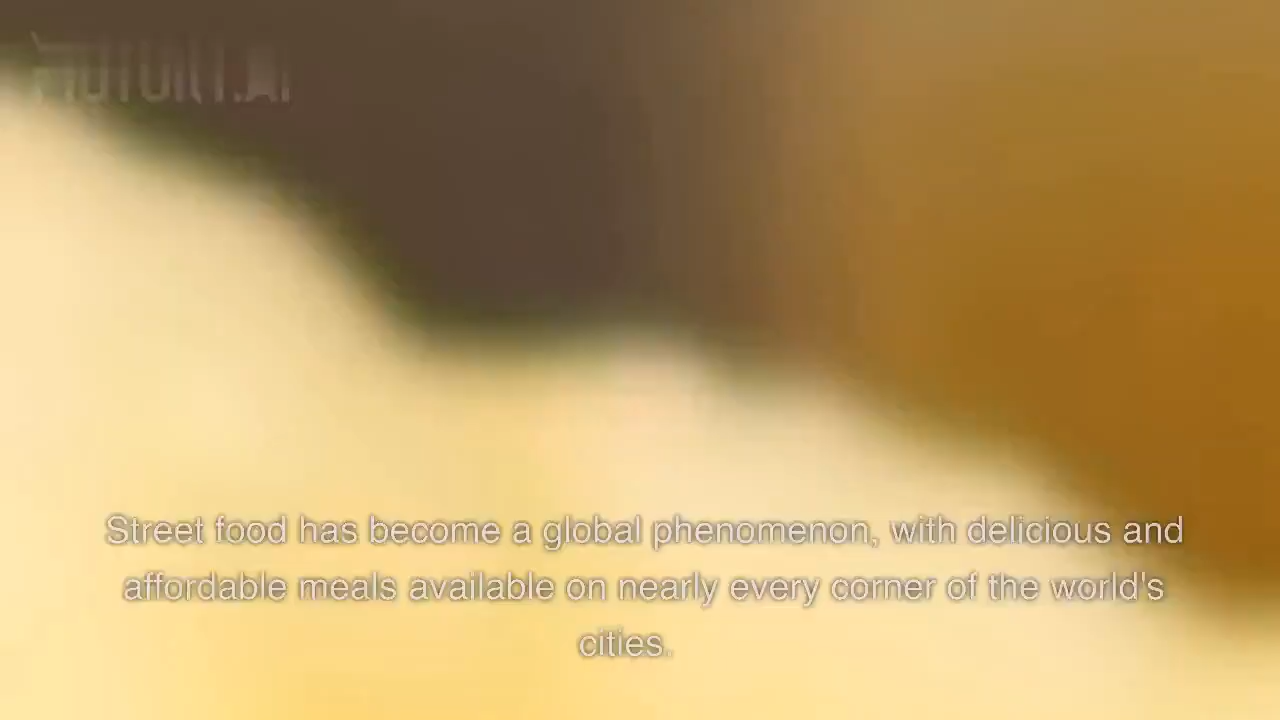 Street food has become a global phenomenon, with delicious and
affordable meals available on nearly every corner of the world's
cities.